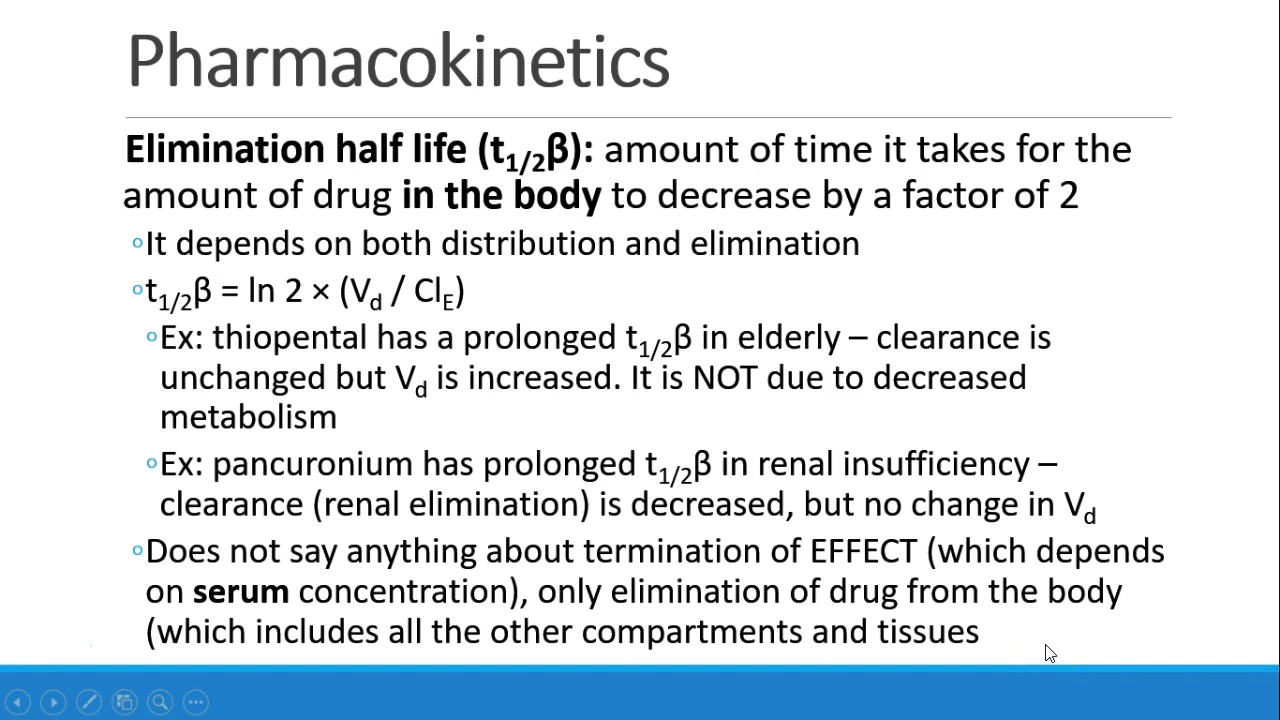 Pharmacokinetics
Elimination half life (t1/2β): amount of time it takes for the
amount of drug in the body to decrease by a factor of 2
◦It depends on both distribution and elimination
◦t1/2β = ln 2 × (Vd / ClE)
◦Ex: thiopental has a prolonged t1/2β in elderly – clearance is
unchanged but Vd is increased. It is NOT due to decreased
metabolism
◦Ex: pancuronium has prolonged t1/2β in renal insufficiency –
clearance (renal elimination) is decreased, but no change in Vd
◦Does not say anything about termination of EFFECT (which depends
on serum concentration), only elimination of drug from the body
(which includes all the other compartments and tissues